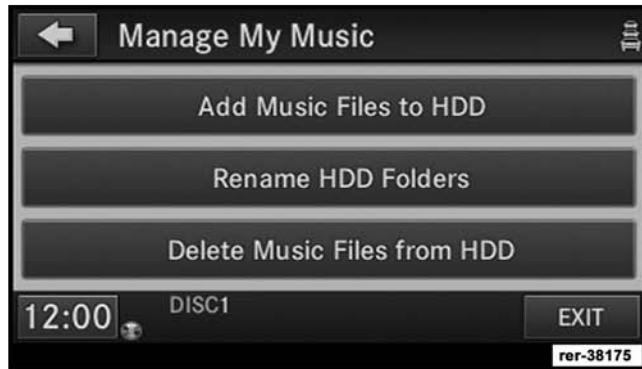 Manage My Music
Add Music Files to HDD
Rename HDD Folders
Delete Music Files from HDD
12:00 DISC1 EXIT
rer-38175